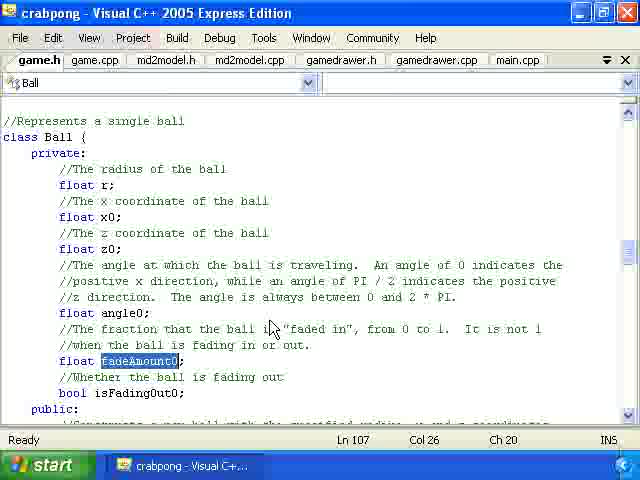 crabpong - Visual C++ 2005 Express Edition
File Edit View Project Build Debug Tools Window Community Help
game.h game.cpp md2model.h md2model.cpp gamedrawer.h gamedrawer.cpp main.cpp
Ball
//Represents a single ball
class Ball {
private:
//The radius of the ball
float r;
//The x coordinate of the ball
float x0;
//The z coordinate of the ball
float z0;
//The angle at which the ball is traveling. An angle of 0 indicates the
//positive x direction, while an angle of PI / 2 indicates the positive
//z direction. The angle is always between 0 and 2 * PI.
float angle0;
//The fraction that the ball is "faded in", from 0 to 1. It is not 1
//when the ball is fading in or out.
float fadeAmount0;
//Whether the ball is fading out
bool isFadingOut0;
public:
Ready Ln 107 Col 26 Ch 20 INS
start crabpong - Visual C+...